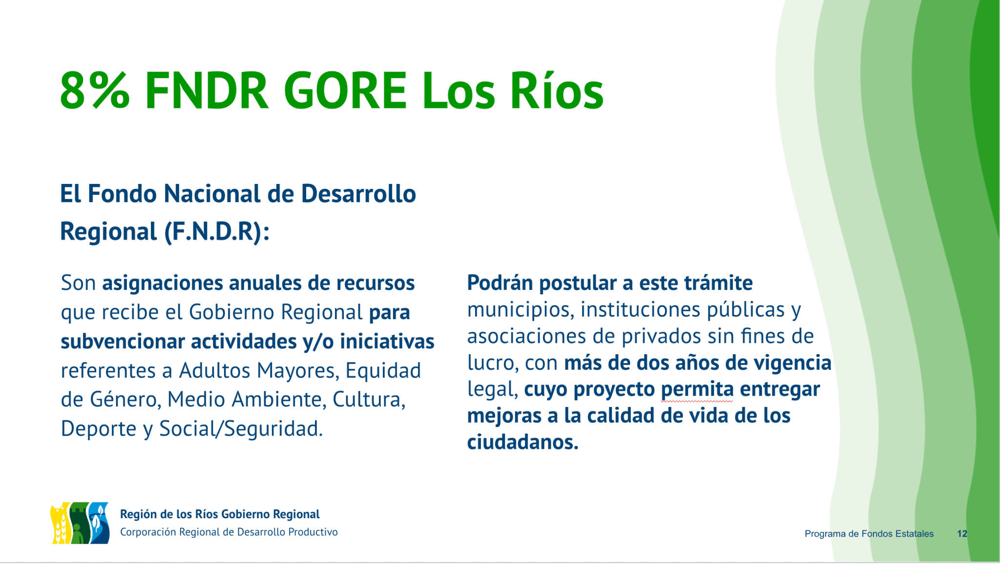 8% FNDR GORE Los Ríos
El Fondo Nacional de Desarrollo
Regional (F.N.D.R):
Son asignaciones anuales de recursos
que recibe el Gobierno Regional para
subvencionar actividades y/o iniciativas
referentes a Adultos Mayores, Equidad
de Género, Medio Ambiente, Cultura,
Deporte y Social/Seguridad.
Podrán postular a este trámite
municipios, instituciones públicas y
asociaciones de privados sin fines de
lucro, con más de dos años de vigencia
legal, cuyo proyecto permita entregar
mejoras a la calidad de vida de los
ciudadanos.
Región de los Ríos Gobierno Regional
Corporación Regional de Desarrollo Productivo
Programa de Fondos Estatales 12